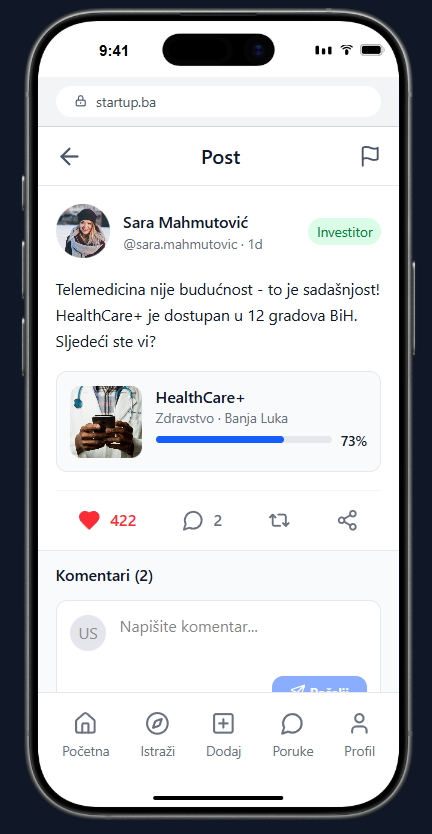 9:41
startup.ba
Post
Sara Mahmutović
@sara.mahmutovic · 1d
Investitor
Telemedicina nije budućnost - to je sadašnjost!
HealthCare+ je dostupan u 12 gradova BiH.
Sljedeći ste vi?
HealthCare+
Zdravstvo · Banja Luka
73%
422
2
Komentari (2)
US
Napišite komentar...
Pošalji
Početna
Istraži
Dodaj
Poruke
Profil